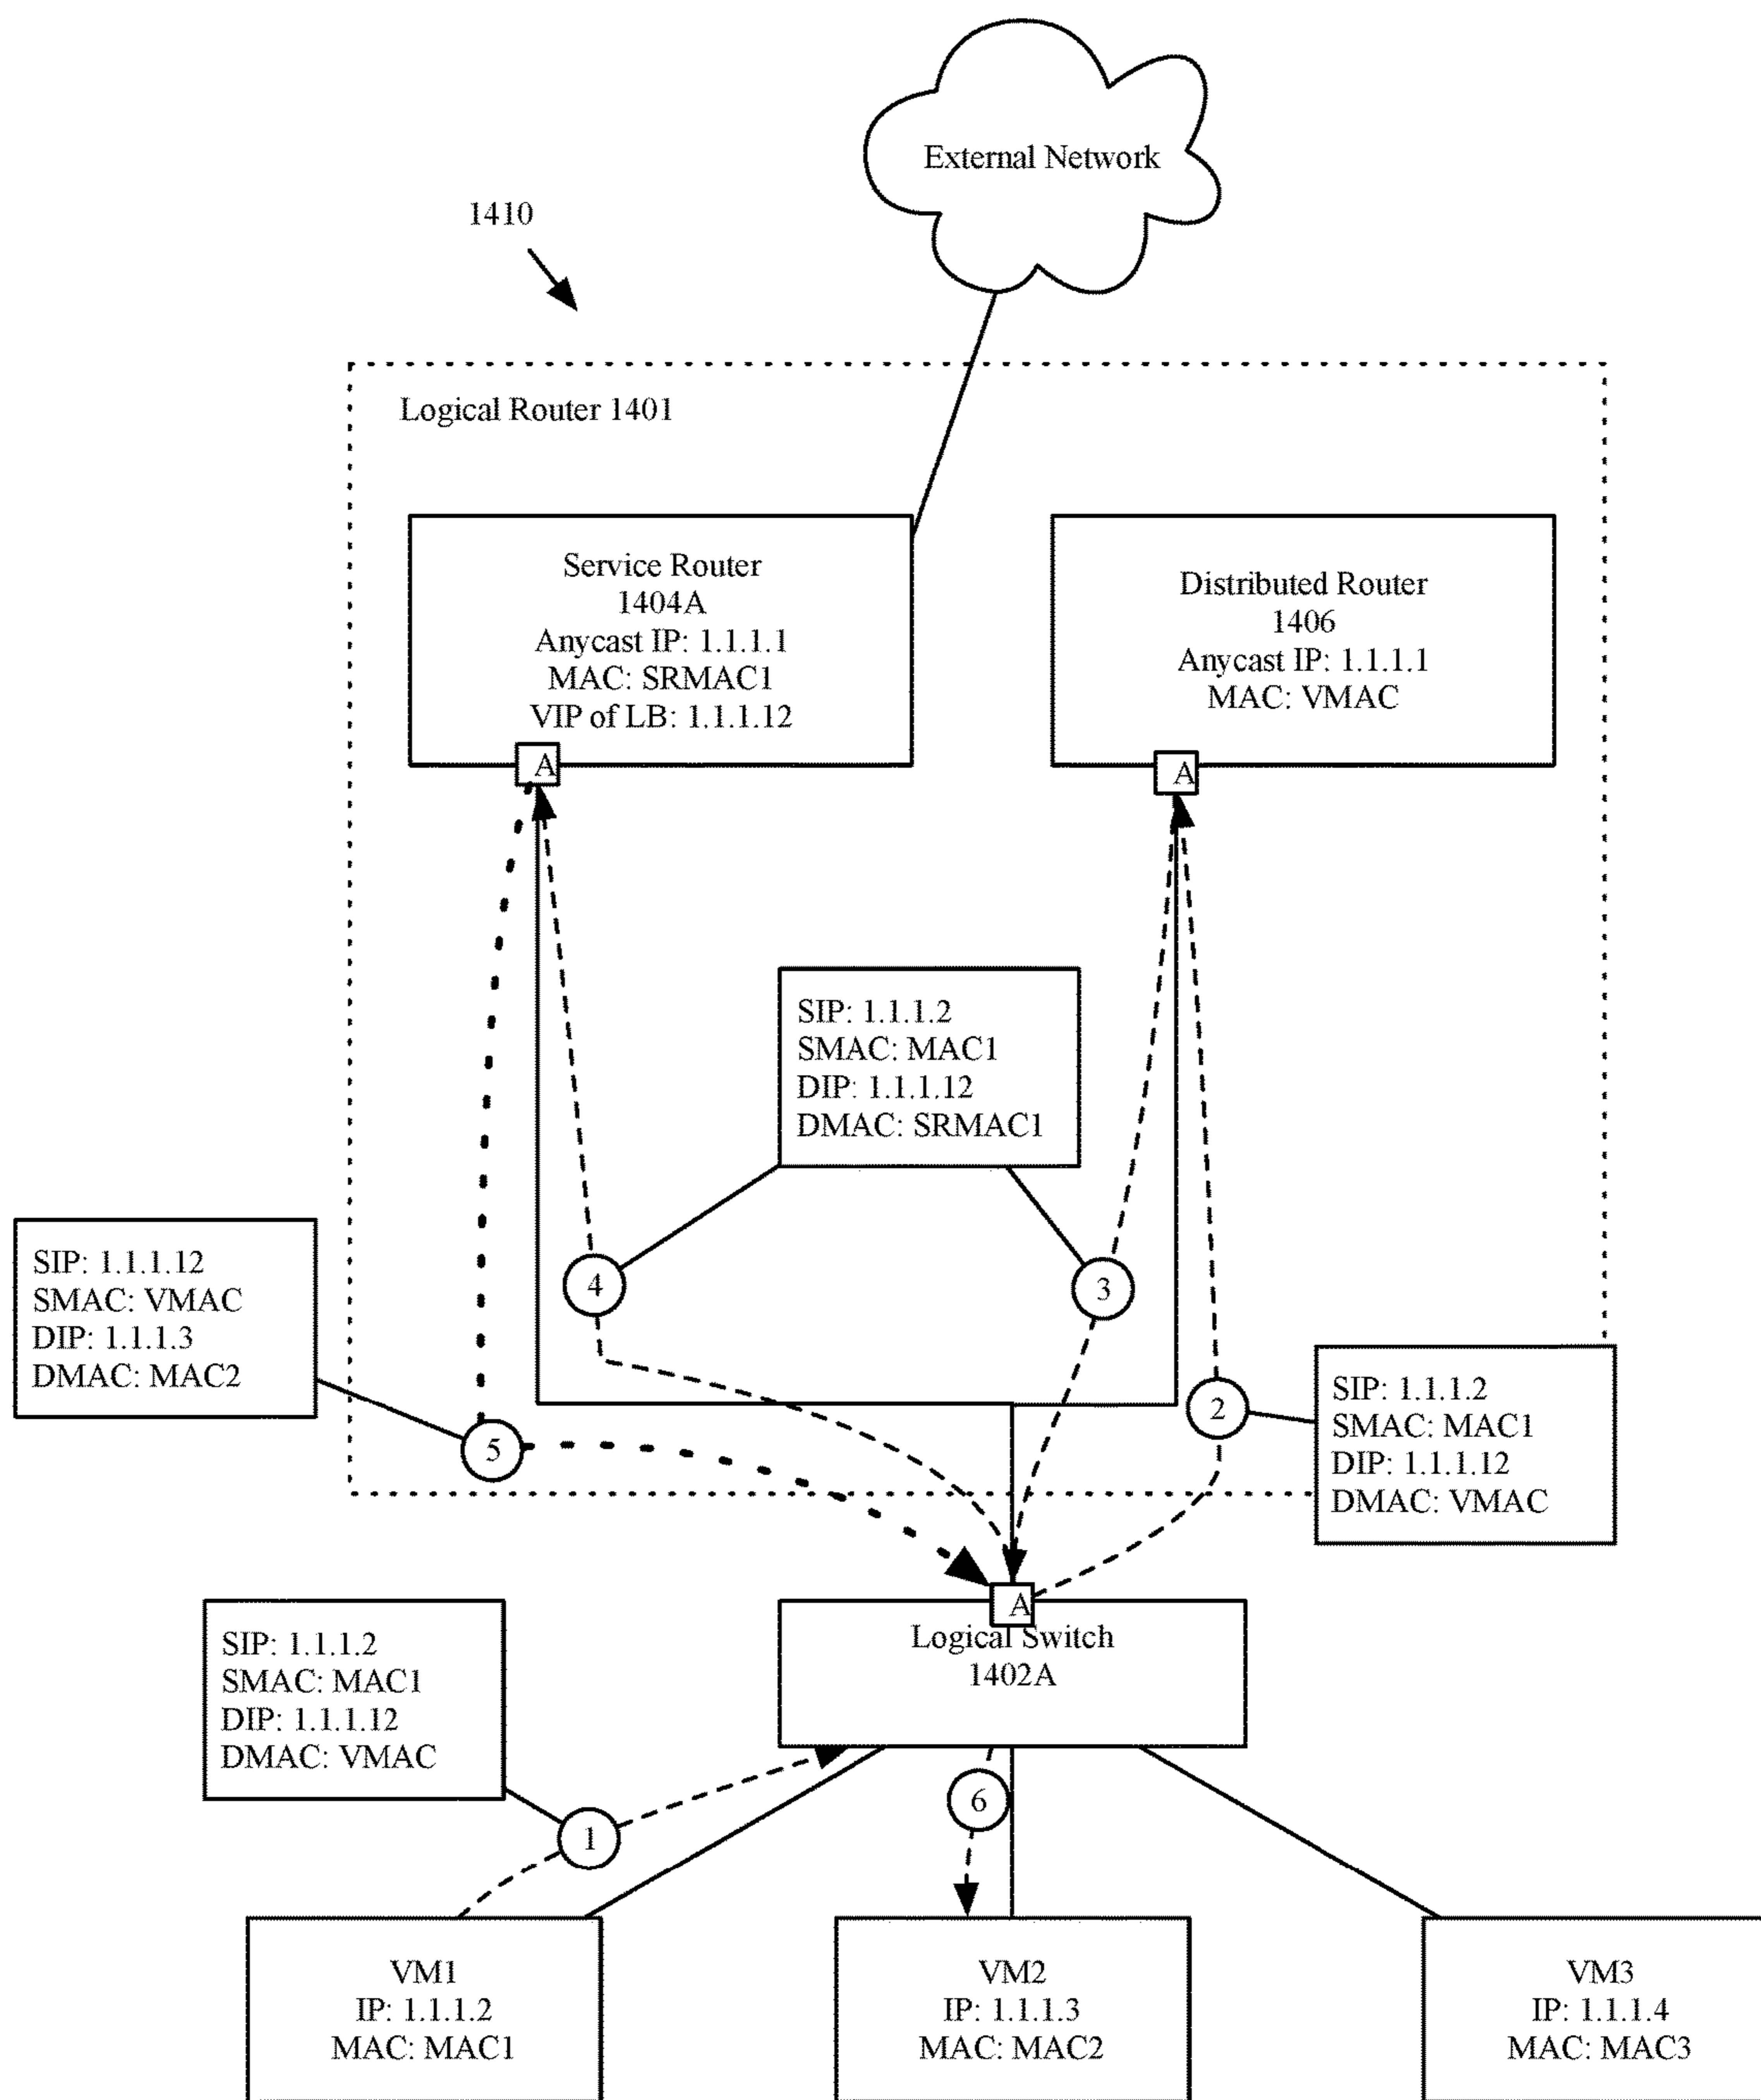 External Network
1410
Logical Router 1401
Service Router
1404A
Anycast IP: 1.1.1.1
MAC: SRMAC1
VIP of LB: 1.1.1.12
A
Distributed Router
1406
Anycast IP: 1.1.1.1
MAC: VMAC
A
SIP: 1.1.1.2
SMAC: MAC1
DIP: 1.1.1.12
DMAC: SRMAC1
4
3
SIP: 1.1.1.12
SMAC: VMAC
DIP: 1.1.1.3
DMAC: MAC2
5
2
SIP: 1.1.1.2
SMAC: MAC1
DIP: 1.1.1.12
DMAC: VMAC
A
Logical Switch
1402A
SIP: 1.1.1.2
SMAC: MAC1
DIP: 1.1.1.12
DMAC: VMAC
1
6
VM1
IP: 1.1.1.2
MAC: MAC1
VM2
IP: 1.1.1.3
MAC: MAC2
VM3
IP: 1.1.1.4
MAC: MAC3